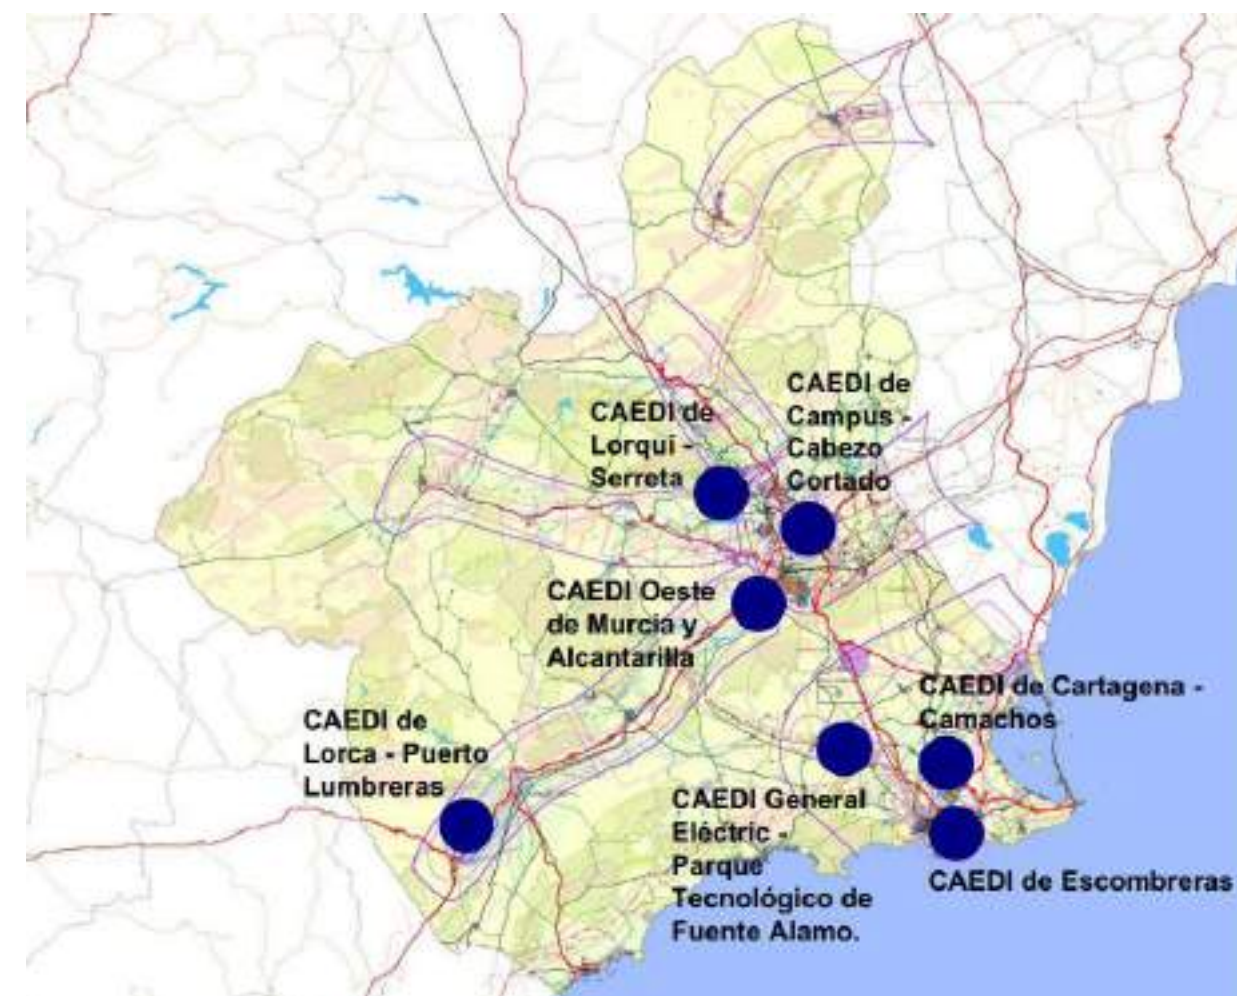 CAEDI de
Campus -
Cabezo
Cortado
CAEDI de
Lorqui -
Serreta
CAEDI Oeste
de Murcia y
Alcantarilla
CAEDI de Cartagena -
Camachos
CAEDI de
Lorca - Puerto
Lumbreras
CAEDI General
Eléctric -
Parque
Tecnológico de
Fuente Alamo.
CAEDI de Escombreras